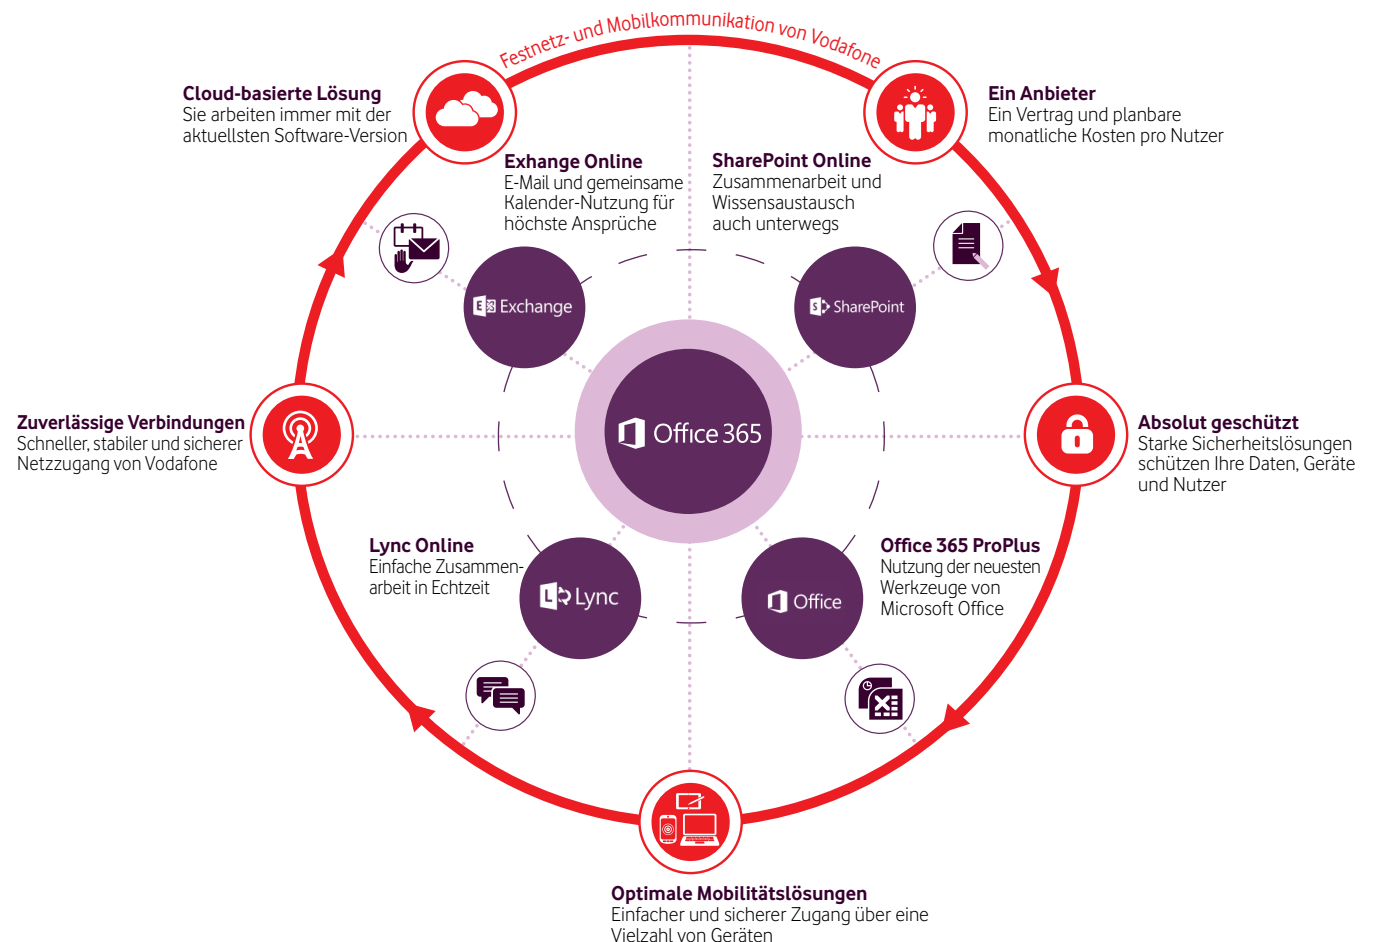 Festnetz- und Mobilkommunikation von Vodafone
Cloud-basierte Lösung
Sie arbeiten immer mit der
aktuellsten Software-Version
Ein Anbieter
Ein Vertrag und planbare
monatliche Kosten pro Nutzer
Exhange Online
E-Mail und gemeinsame
Kalender-Nutzung für
höchste Ansprüche
SharePoint Online
Zusammenarbeit und
Wissensaustausch
auch unterwegs
E Exchange
S SharePoint
Zuverlässige Verbindungen
Schneller, stabiler und sicherer
Netzzugang von Vodafone
Office 365
Absolut geschützt
Starke Sicherheitslösungen
schützen Ihre Daten, Geräte
und Nutzer
Lync Online
Einfache Zusammen-
arbeit in Echtzeit
L Lync
Office
Office 365 ProPlus
Nutzung der neuesten
Werkzeuge von
Microsoft Office
Optimale Mobilitätslösungen
Einfacher und sicherer Zugang über eine
Vielzahl von Geräten